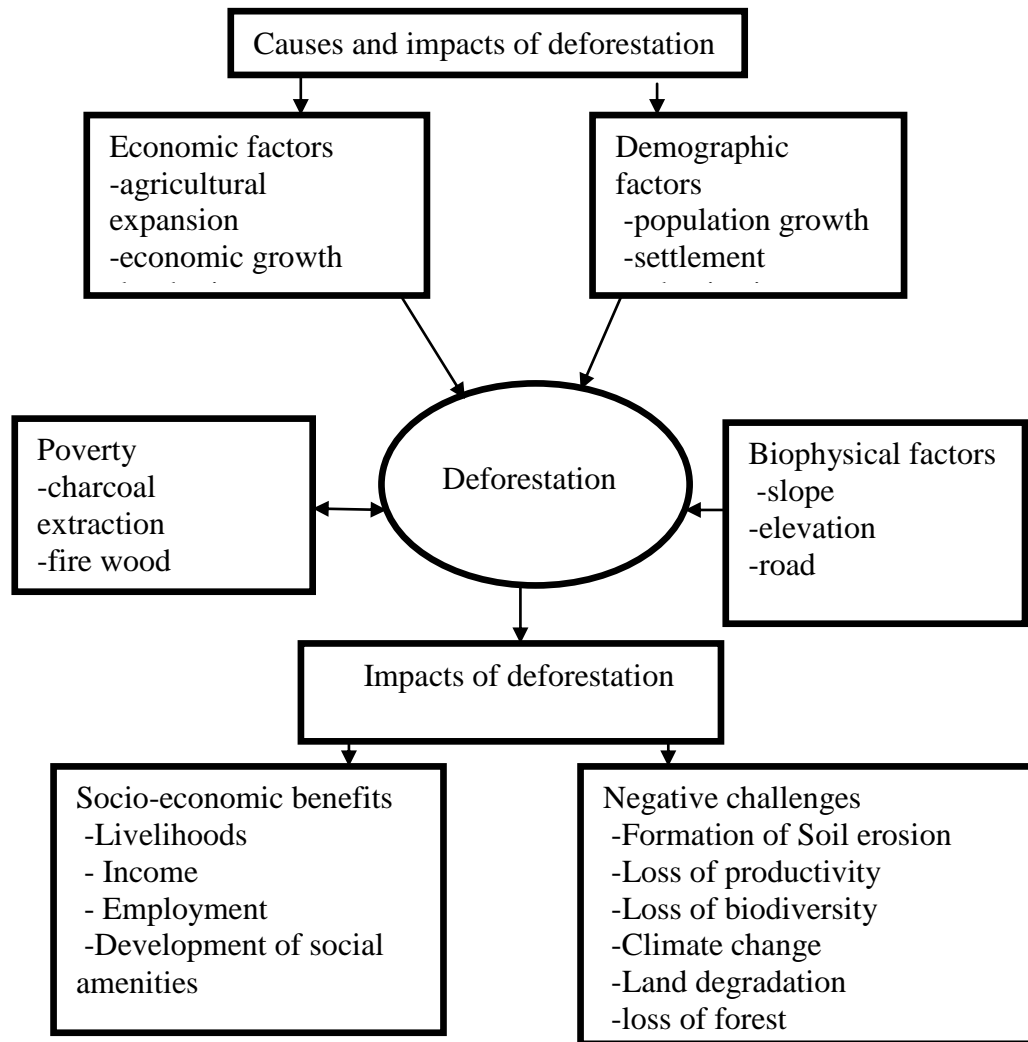 Causes and impacts of deforestation
Economic factors
-agricultural
expansion
-economic growth
Demographic
factors
-population growth
-settlement
Poverty
-charcoal
extraction
-fire wood
Deforestation
Biophysical factors
-slope
-elevation
-road
Impacts of deforestation
Socio-economic benefits
-Livelihoods
- Income
- Employment
-Development of social
amenities
Negative challenges
-Formation of Soil erosion
-Loss of productivity
-Loss of biodiversity
-Climate change
-Land degradation
-loss of forest